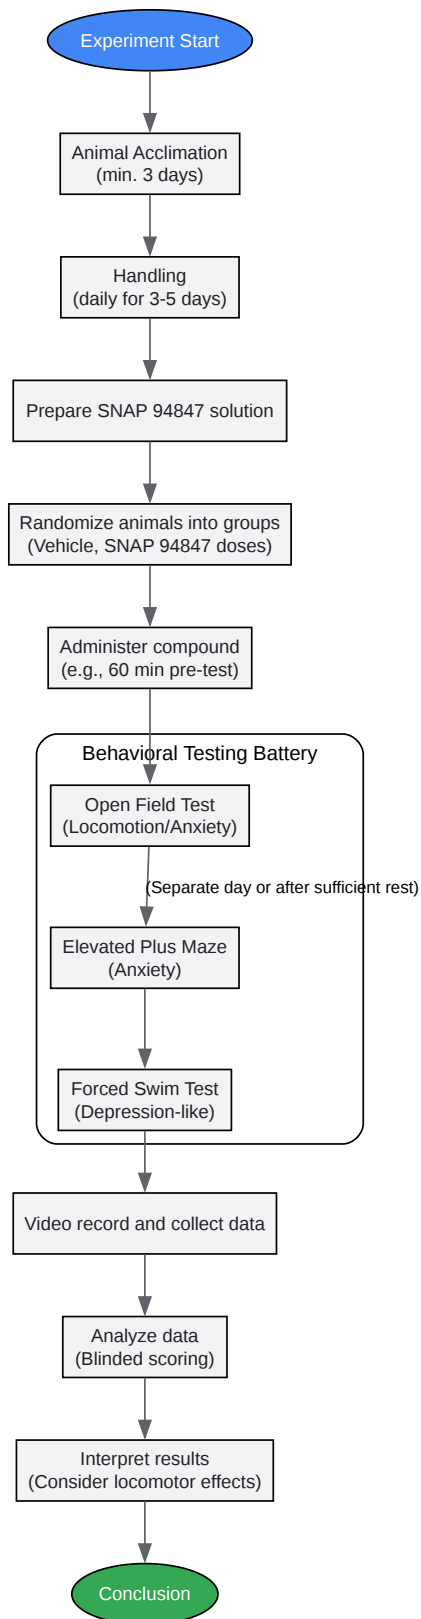 Experiment Start
Animal Acclimation
(min. 3 days)
Handling
(daily for 3-5 days)
Prepare SNAP 94847 solution
Randomize animals into groups
(Vehicle, SNAP 94847 doses)
Administer compound
(e.g., 60 min pre-test)
Behavioral Testing Battery
Open Field Test
(Locomotion/Anxiety)
(Separate day or after sufficient rest)
Elevated Plus Maze
(Anxiety)
Forced Swim Test
(Depression-like)
Video record and collect data
Analyze data
(Blinded scoring)
Interpret results
(Consider locomotor effects)
Conclusion